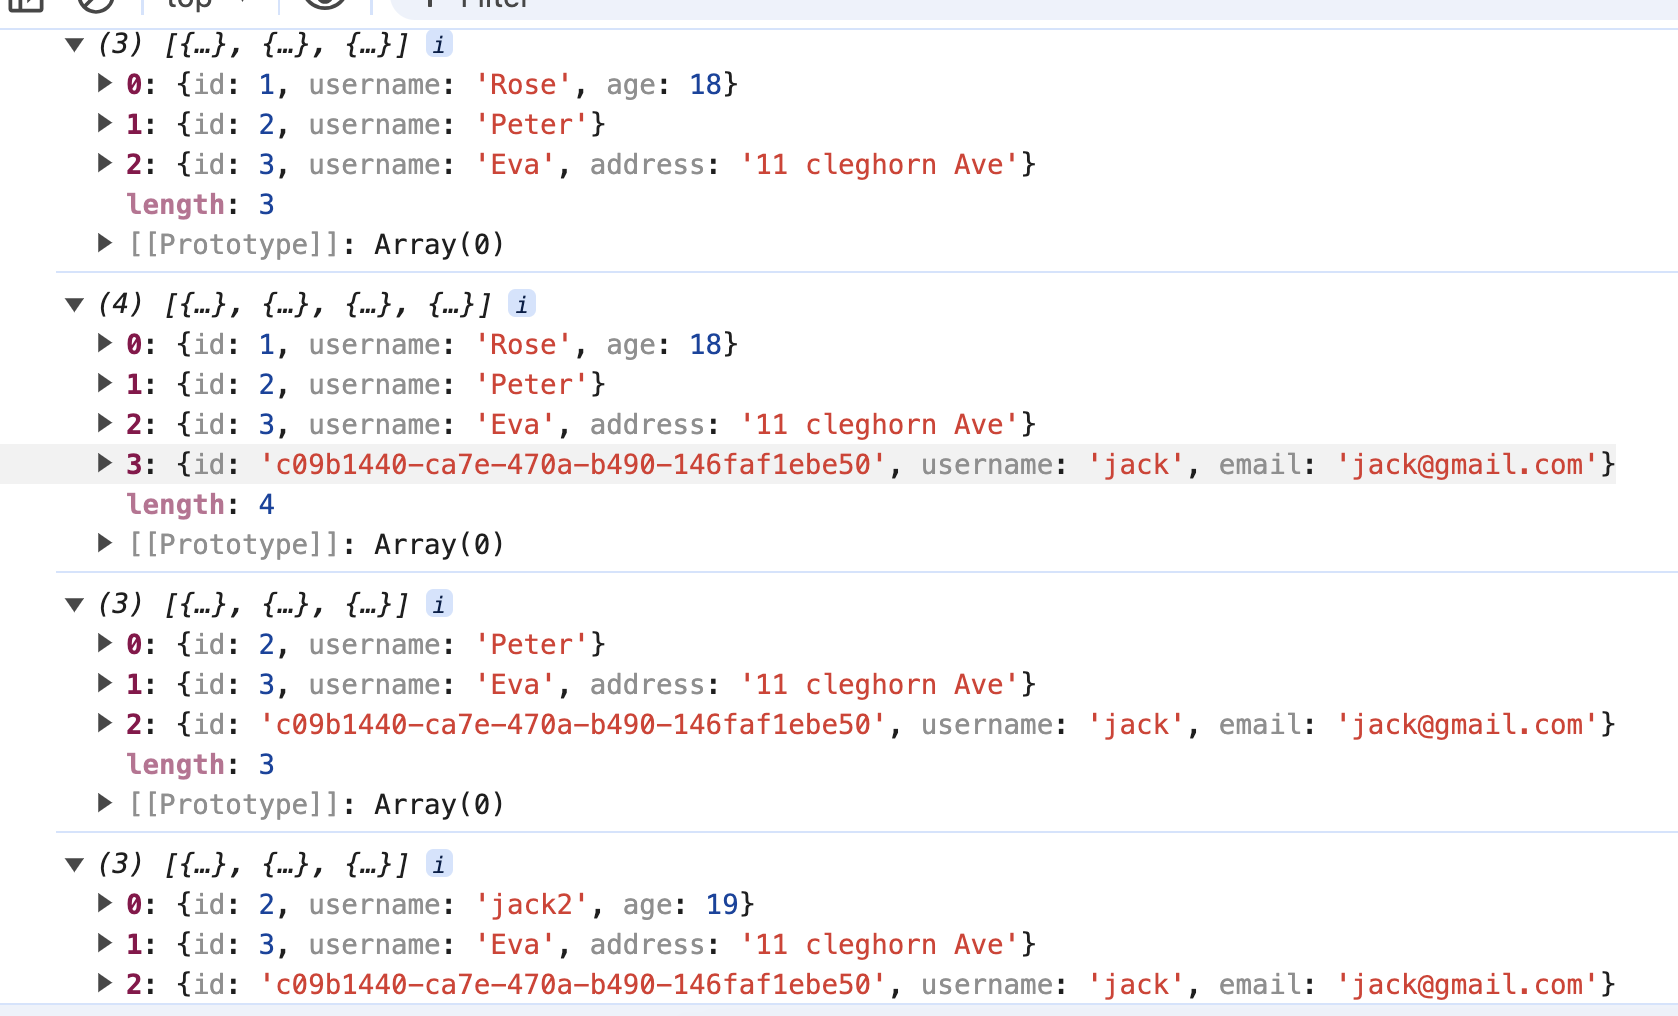 top Filter
(3) [{…}, {…}, {…}] i
0: {id: 1, username: 'Rose', age: 18}
1: {id: 2, username: 'Peter'}
2: {id: 3, username: 'Eva', address: '11 cleghorn Ave'}
length: 3
[[Prototype]]: Array(0)
(4) [{…}, {…}, {…}, {…}] i
0: {id: 1, username: 'Rose', age: 18}
1: {id: 2, username: 'Peter'}
2: {id: 3, username: 'Eva', address: '11 cleghorn Ave'}
3: {id: 'c09b1440-ca7e-470a-b490-146faf1ebe50', username: 'jack', email: 'jack@gmail.com'}
length: 4
[[Prototype]]: Array(0)
(3) [{…}, {…}, {…}] i
0: {id: 2, username: 'Peter'}
1: {id: 3, username: 'Eva', address: '11 cleghorn Ave'}
2: {id: 'c09b1440-ca7e-470a-b490-146faf1ebe50', username: 'jack', email: 'jack@gmail.com'}
length: 3
[[Prototype]]: Array(0)
(3) [{…}, {…}, {…}] i
0: {id: 2, username: 'jack2', age: 19}
1: {id: 3, username: 'Eva', address: '11 cleghorn Ave'}
2: {id: 'c09b1440-ca7e-470a-b490-146faf1ebe50', username: 'jack', email: 'jack@gmail.com'}